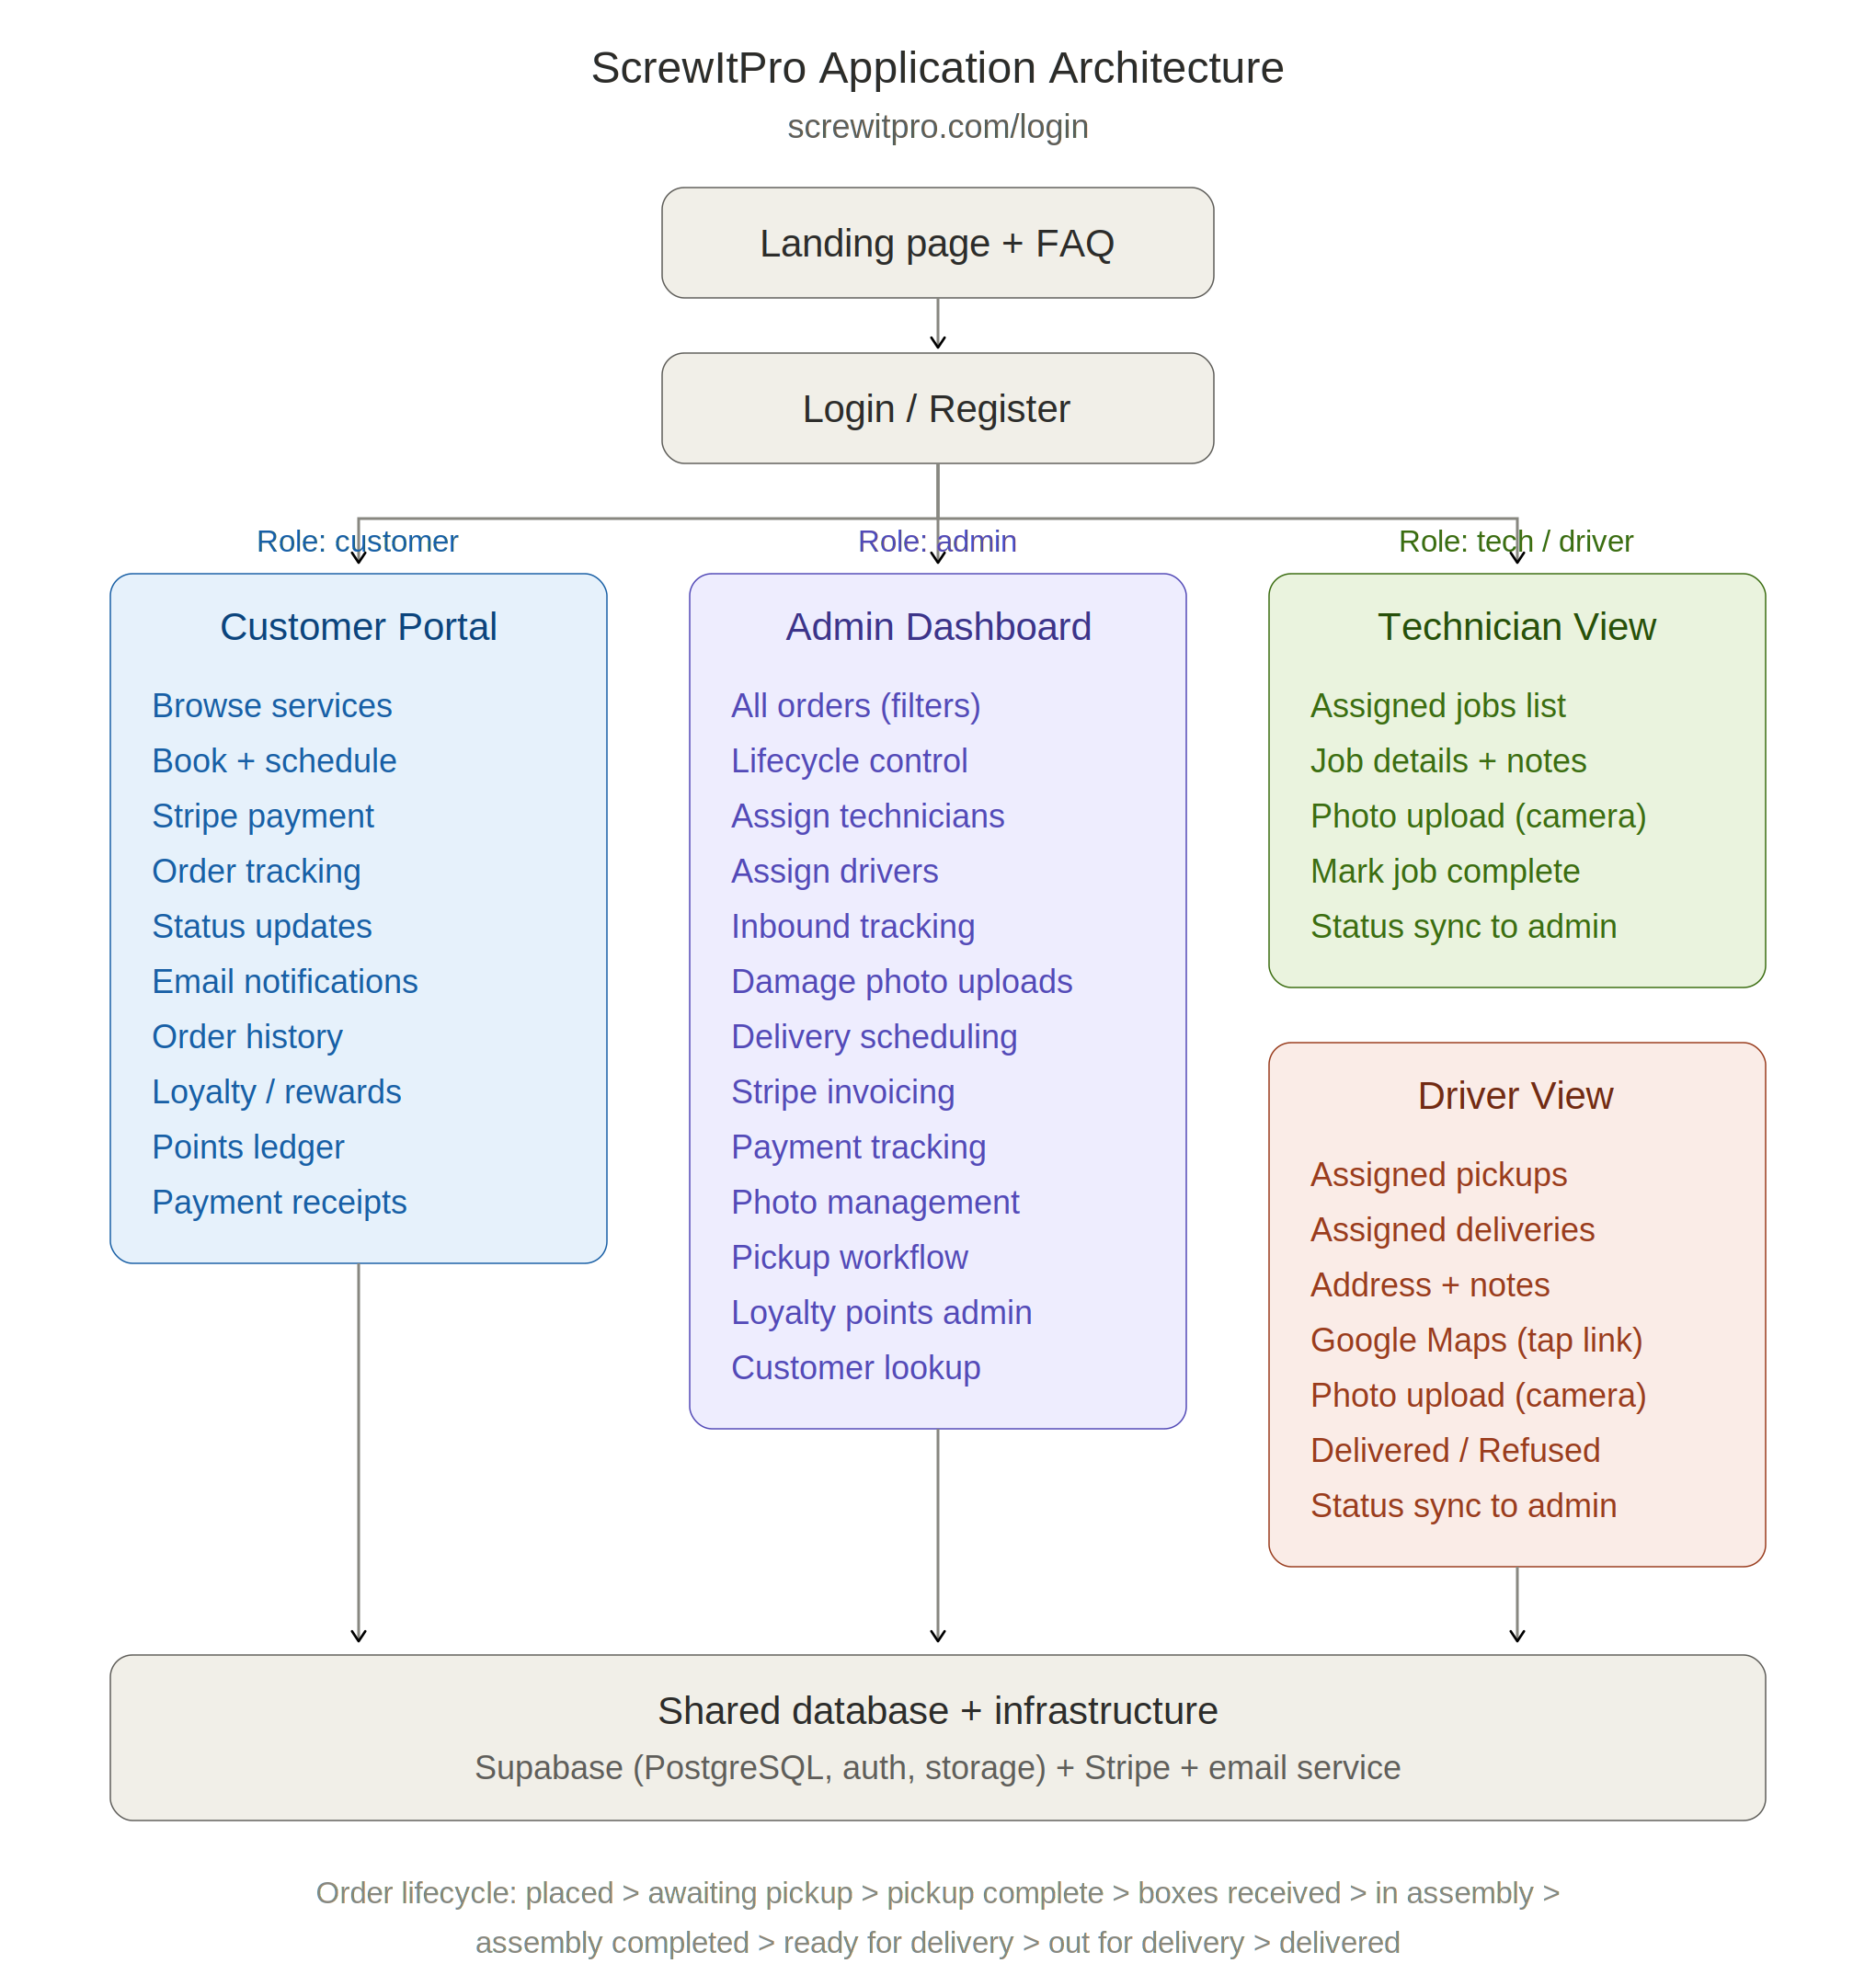 ScrewItPro Application Architecture
screwitpro.com/login
Landing page + FAQ
Login / Register
Role: customer
Role: admin
Role: tech / driver
Customer Portal
Browse services
Book + schedule
Stripe payment
Order tracking
Status updates
Email notifications
Order history
Loyalty / rewards
Points ledger
Payment receipts
Admin Dashboard
All orders (filters)
Lifecycle control
Assign technicians
Assign drivers
Inbound tracking
Damage photo uploads
Delivery scheduling
Stripe invoicing
Payment tracking
Photo management
Pickup workflow
Loyalty points admin
Customer lookup
Technician View
Assigned jobs list
Job details + notes
Photo upload (camera)
Mark job complete
Status sync to admin
Driver View
Assigned pickups
Assigned deliveries
Address + notes
Google Maps (tap link)
Photo upload (camera)
Delivered / Refused
Status sync to admin
Shared database + infrastructure
Supabase (PostgreSQL, auth, storage) + Stripe + email service
Order lifecycle: placed > awaiting pickup > pickup complete > boxes received > in assembly >
assembly completed > ready for delivery > out for delivery > delivered